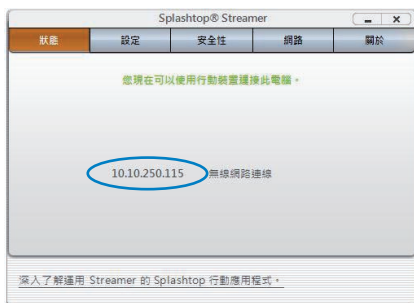 Splashtop® Streamer
狀態 設定 安全性 網路 關於
您現在可以使用行動裝置連接此電腦。
10.10.250.115 無線網路連線
深入了解運用 Streamer 的 Splashtop 行動應用程式。